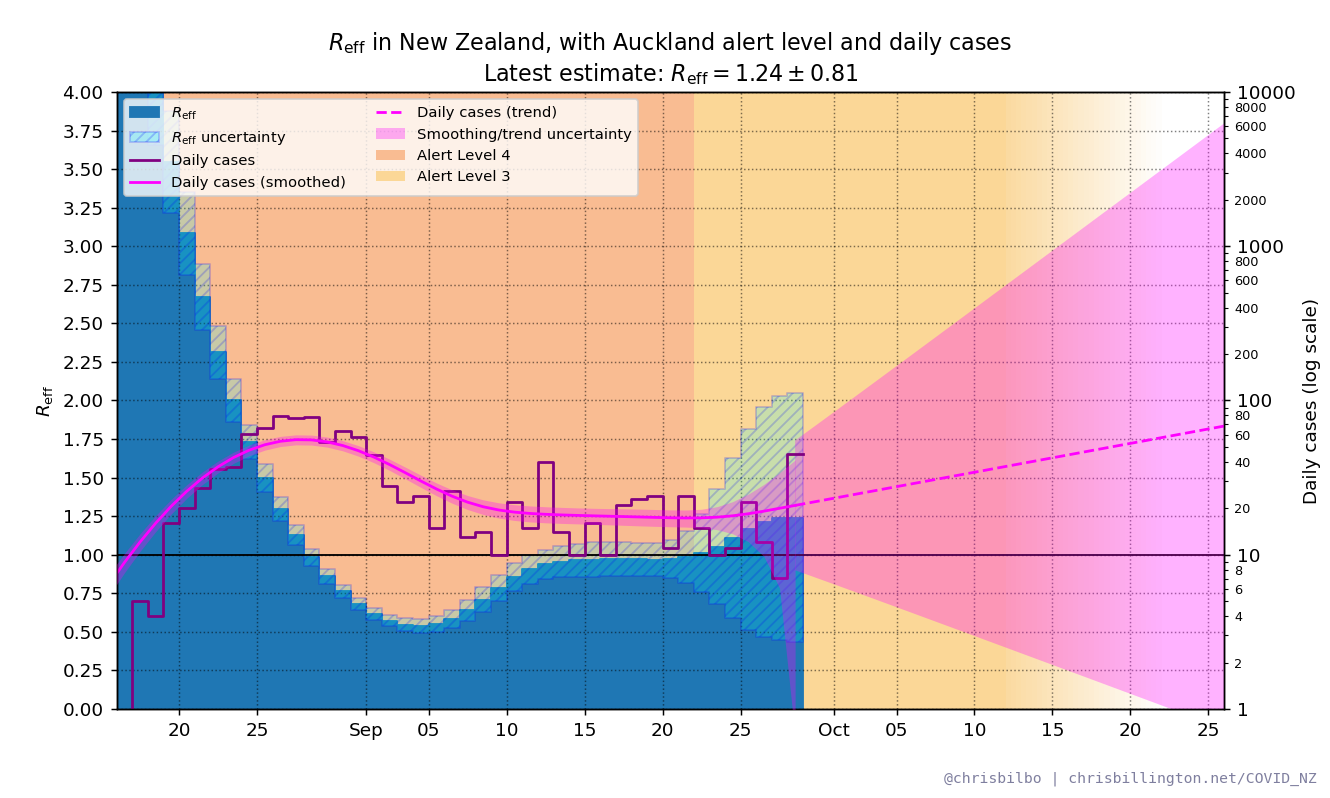 Reff in New Zealand, with Auckland alert level and daily cases
Latest estimate: Reff = 1.24 ± 0.81
Reff
Reff uncertainty
Daily cases
Daily cases (smoothed)
Daily cases (trend)
Smoothing/trend uncertainty
Alert Level 4
Alert Level 3
4.00
3.75
3.50
3.25
3.00
2.75
2.50
2.25
2.00
1.75
1.50
1.25
1.00
0.75
0.50
0.25
0.00
Reff
10000
8000
6000
4000
2000
1000
800
600
400
200
100
80
60
40
20
10
8
6
4
2
1
Daily cases (log scale)
20 25 Sep 05 10 15 20 25 Oct 05 10 15 20 25
@chrisbilbo | chrisbillington.net/COVID_NZ